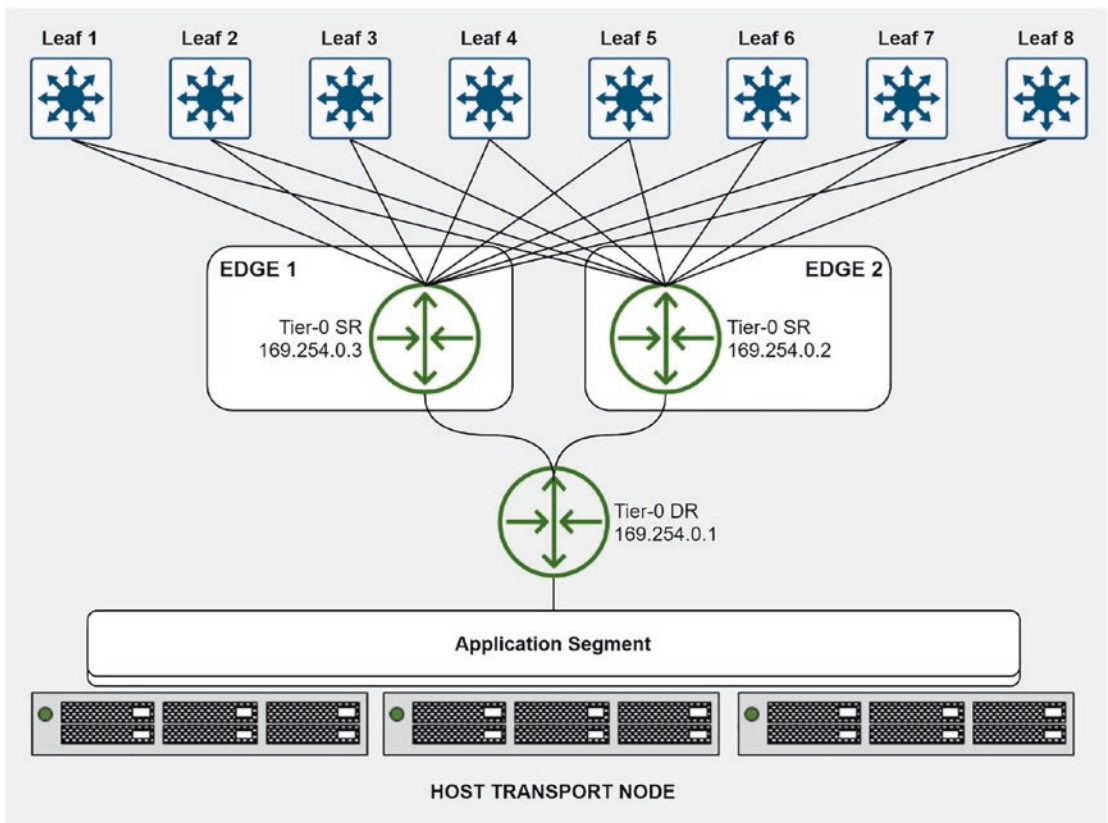 Leaf 1
Leaf 2
Leaf 3
Leaf 4
Leaf 5
Leaf 6
Leaf 7
Leaf 8
EDGE 1
EDGE 2
Tier-0 SR
169.254.0.3
Tier-0 SR
169.254.0.2
Tier-0 DR
169.254.0.1
Application Segment
HOST TRANSPORT NODE